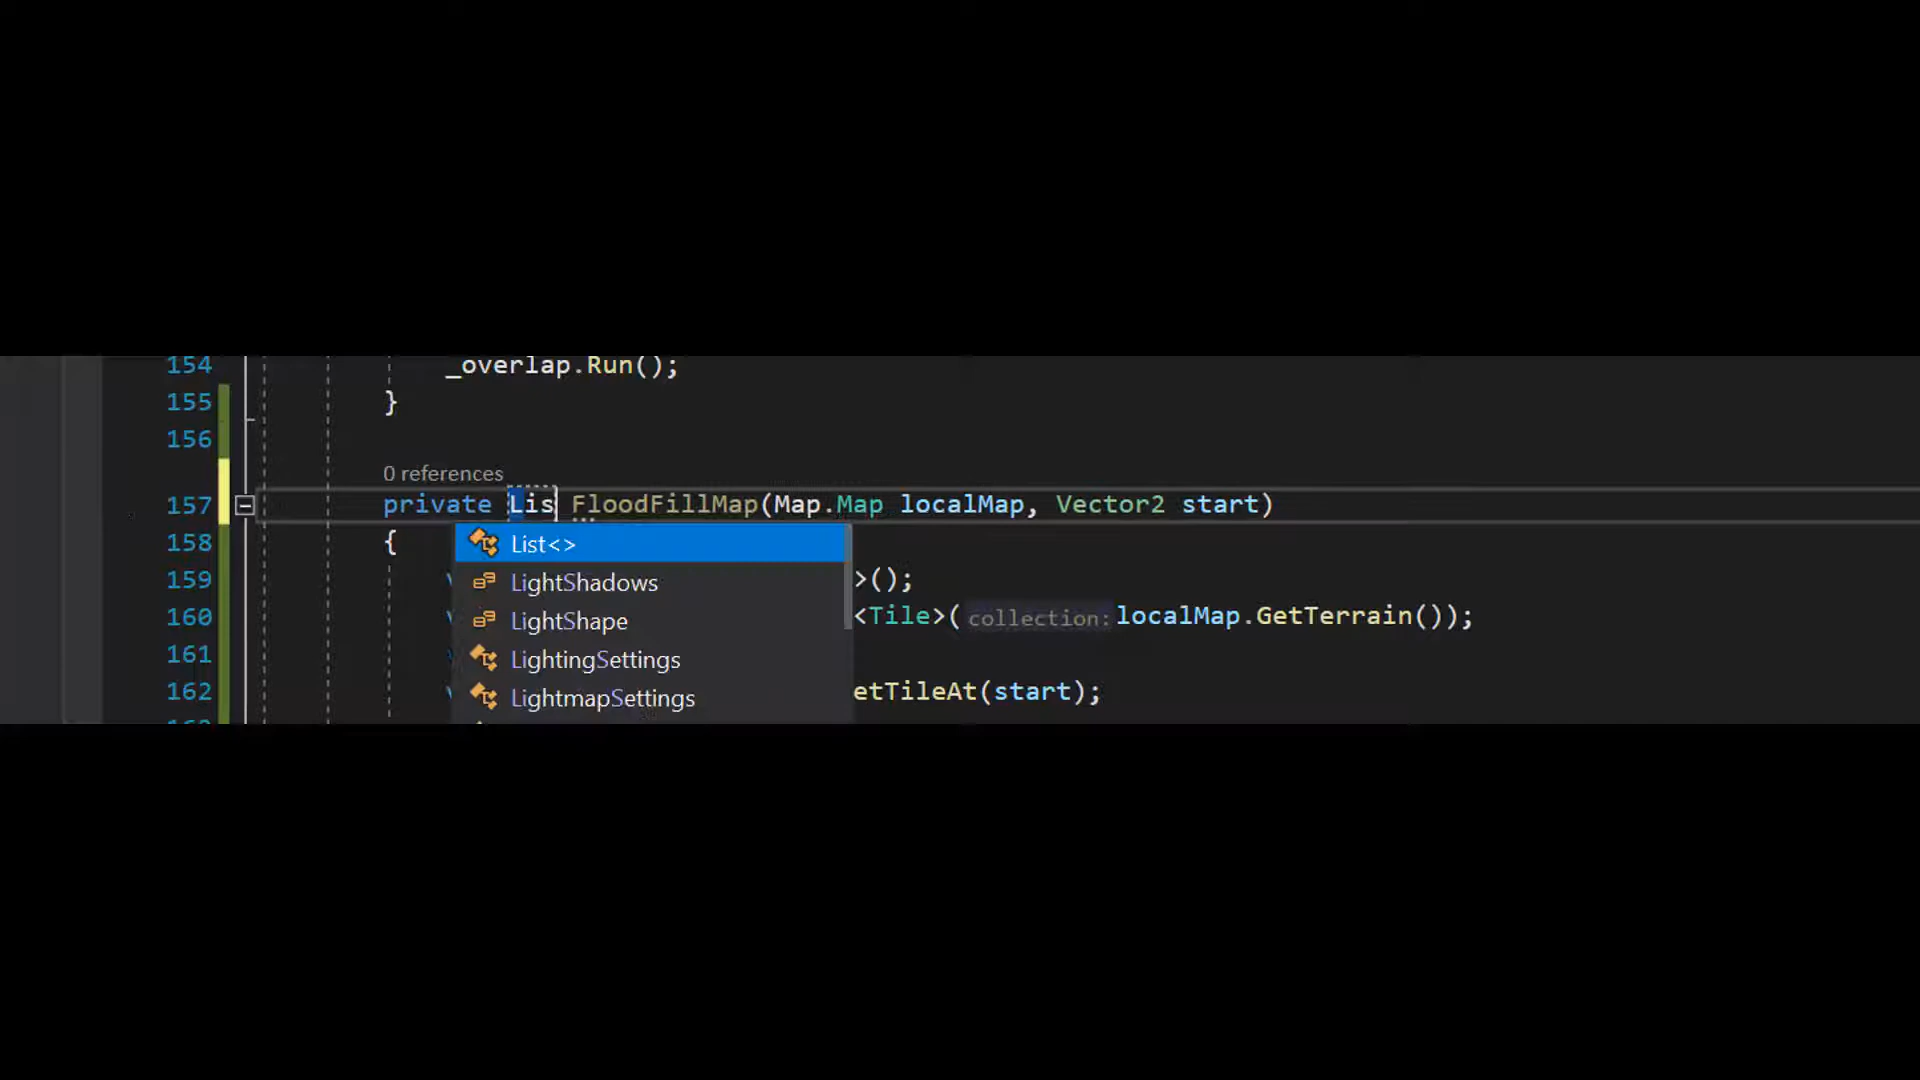 154 _overlap.Run();
155 }
156
0 references
157 private Lis FloodFillMap(Map.Map localMap, Vector2 start)
158 {
List<>
159 >();
LightShadows
160 <Tile>( collection: localMap.GetTerrain());
LightShape
161
LightingSettings
162 etTileAt(start);
LightmapSettings